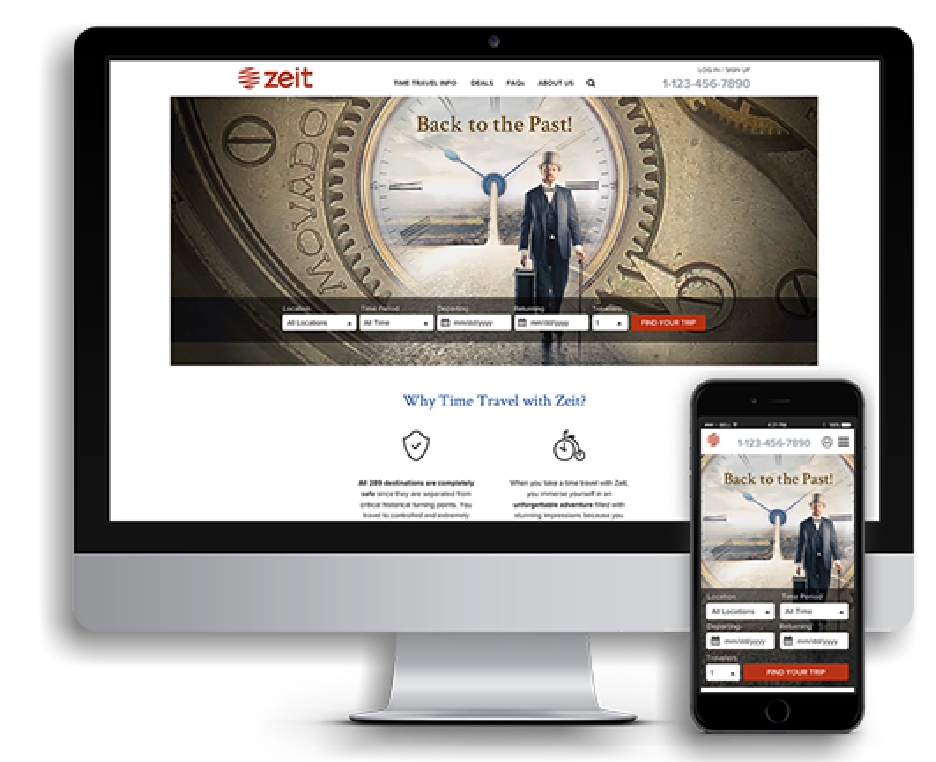 zeit
LOG IN / SIGN UP
TIME TRAVEL INFO DEALS FAQs ABOUT US
1-123-456-7890
Back to the Past!
MOVADO
Location Time Period Departing Returning Travelers
All Locations All Time mm/dd/yyyy mm/dd/yyyy 1 FIND YOUR TRIP
Why Time Travel with Zeit?
All 289 destinations are completely
safe since they are separated from
critical historical turning points. You
travel to controlled and extremely
When you take a time travel with Zeit,
you immerse yourself in an
unforgettable adventure filled with
stunning impressions because you
4:21 PM
1-123-456-7890
Back to the Past!
Location Time Period
All Locations All Time
Departing Returning
mm/dd/yyyy mm/dd/yyyy
Travelers
1 FIND YOUR TRIP